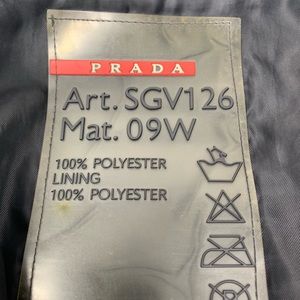 PRADA
Art. SGV126
Mat. 09W
100% POLYESTER
LINING
100% POLYESTER